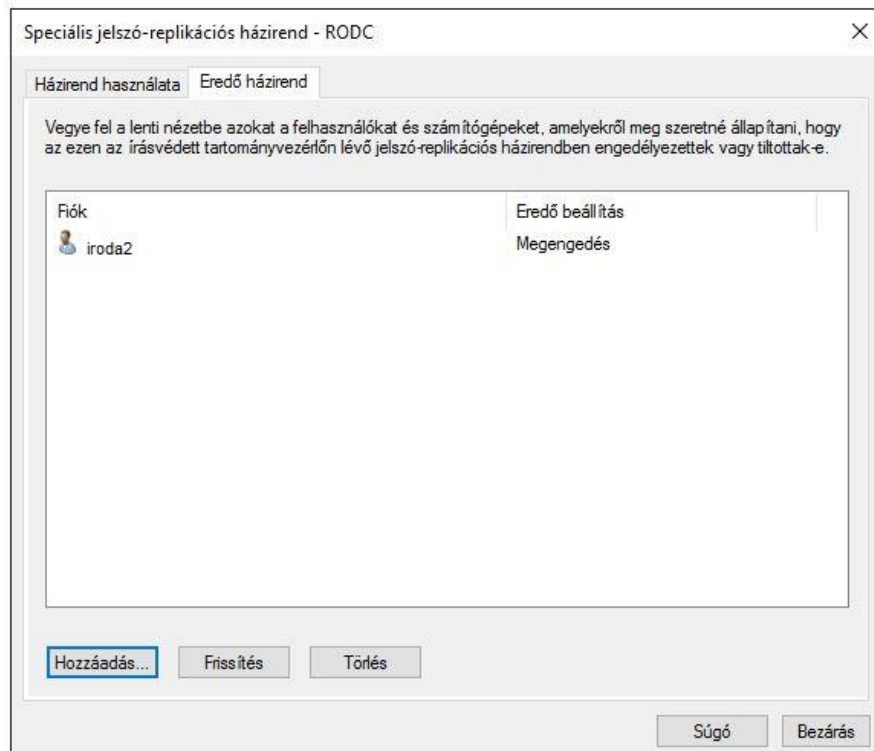 Speciális jelszó-replikációs házirend - RODC
Házirend használata
Eredő házirend
Vegye fel a lenti nézetbe azokat a felhasználókat és számítógépeket, amelyekről meg szeretné állapítani, hogy
az ezen az írásvédett tartományvezérlőn lévő jelszó-replikációs házirendben engedélyezettek vagy tiltottak-e.
Fiók
Eredő beállítás
iroda2
Megengedés
Hozzáadás...
Frissítés
Törlés
Súgó
Bezárás